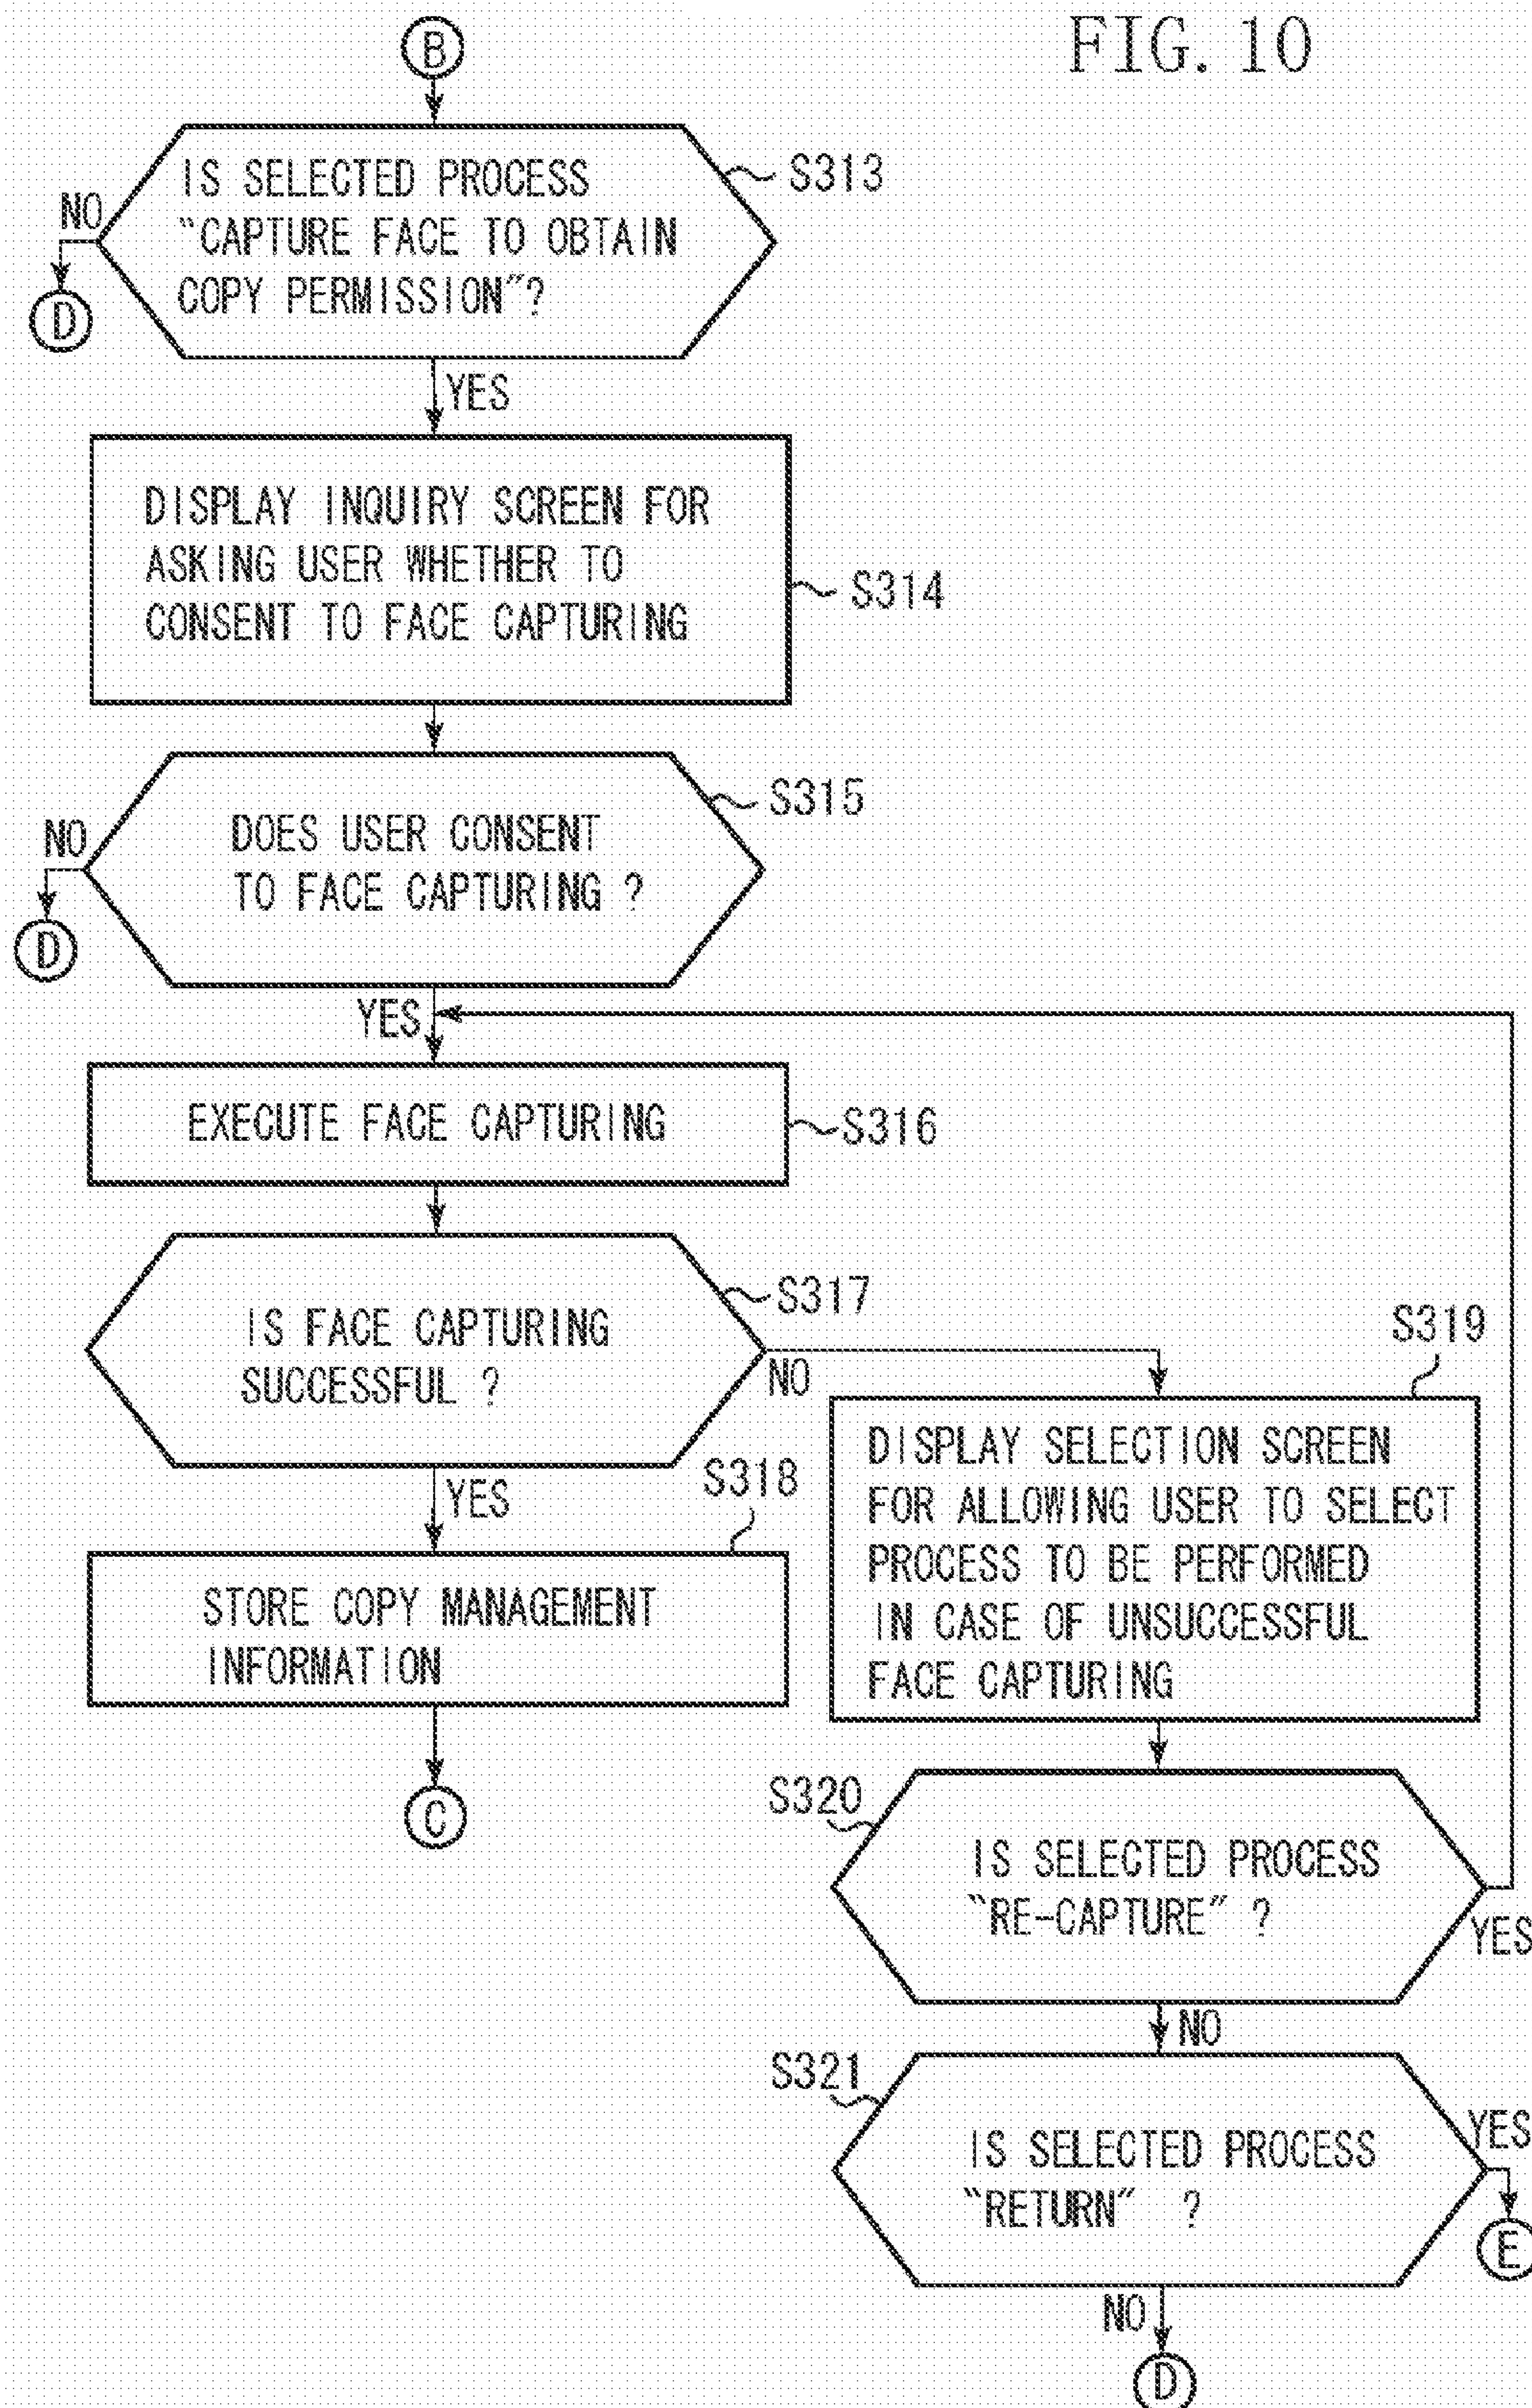 FIG. 10
B
IS SELECTED PROCESS
“CAPTURE FACE TO OBTAIN
COPY PERMISSION”?
S313
NO
D
YES
DISPLAY INQUIRY SCREEN FOR
ASKING USER WHETHER TO
CONSENT TO FACE CAPTURING
S314
DOES USER CONSENT
TO FACE CAPTURING ?
S315
NO
D
YES
EXECUTE FACE CAPTURING
S316
IS FACE CAPTURING
SUCCESSFUL ?
S317
NO
YES
STORE COPY MANAGEMENT
INFORMATION
S318
C
S319
DISPLAY SELECTION SCREEN
FOR ALLOWING USER TO SELECT
PROCESS TO BE PERFORMED
IN CASE OF UNSUCCESSFUL
FACE CAPTURING
S320
IS SELECTED PROCESS
“RE-CAPTURE” ?
YES
NO
S321
IS SELECTED PROCESS
“RETURN” ?
YES
E
NO
D